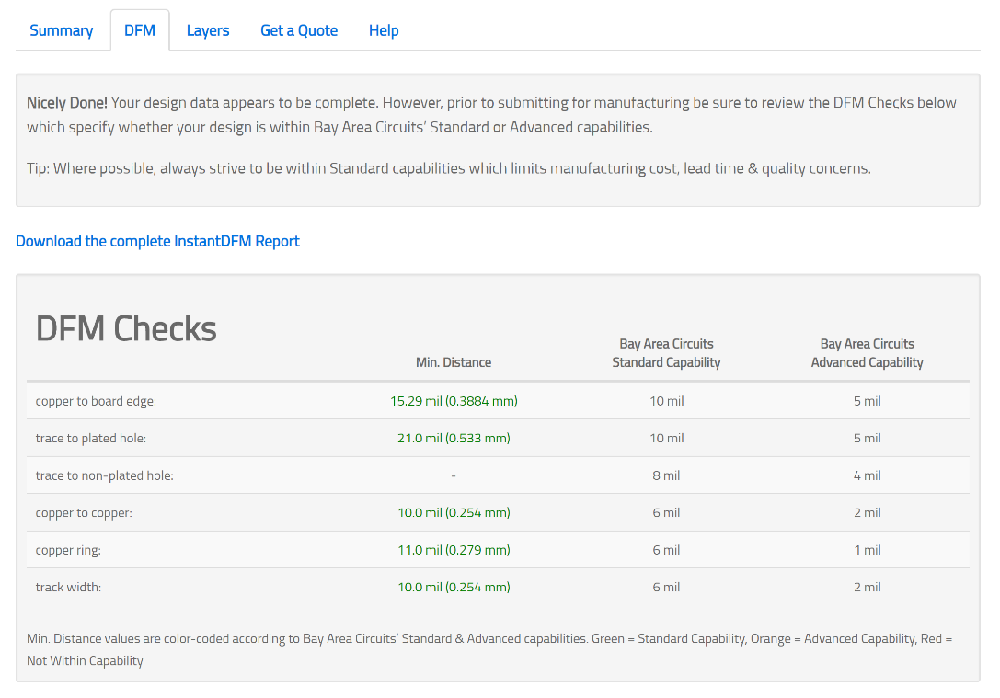 Summary DFM Layers Get a Quote Help
Nicely Done! Your design data appears to be complete. However, prior to submitting for manufacturing be sure to review the DFM Checks below
which specify whether your design is within Bay Area Circuits' Standard or Advanced capabilities.
Tip: Where possible, always strive to be within Standard capabilities which limits manufacturing cost, lead time & quality concerns.
Download the complete InstantDFM Report
DFM Checks
Min. Distance
Bay Area Circuits
Standard Capability
Bay Area Circuits
Advanced Capability
copper to board edge: 15.29 mil (0.3884 mm) 10 mil 5 mil
trace to plated hole: 21.0 mil (0.533 mm) 10 mil 5 mil
trace to non-plated hole: - 8 mil 4 mil
copper to copper: 10.0 mil (0.254 mm) 6 mil 2 mil
copper ring: 11.0 mil (0.279 mm) 6 mil 1 mil
track width: 10.0 mil (0.254 mm) 6 mil 2 mil
Min. Distance values are color-coded according to Bay Area Circuits' Standard & Advanced capabilities. Green = Standard Capability, Orange = Advanced Capability, Red =
Not Within Capability